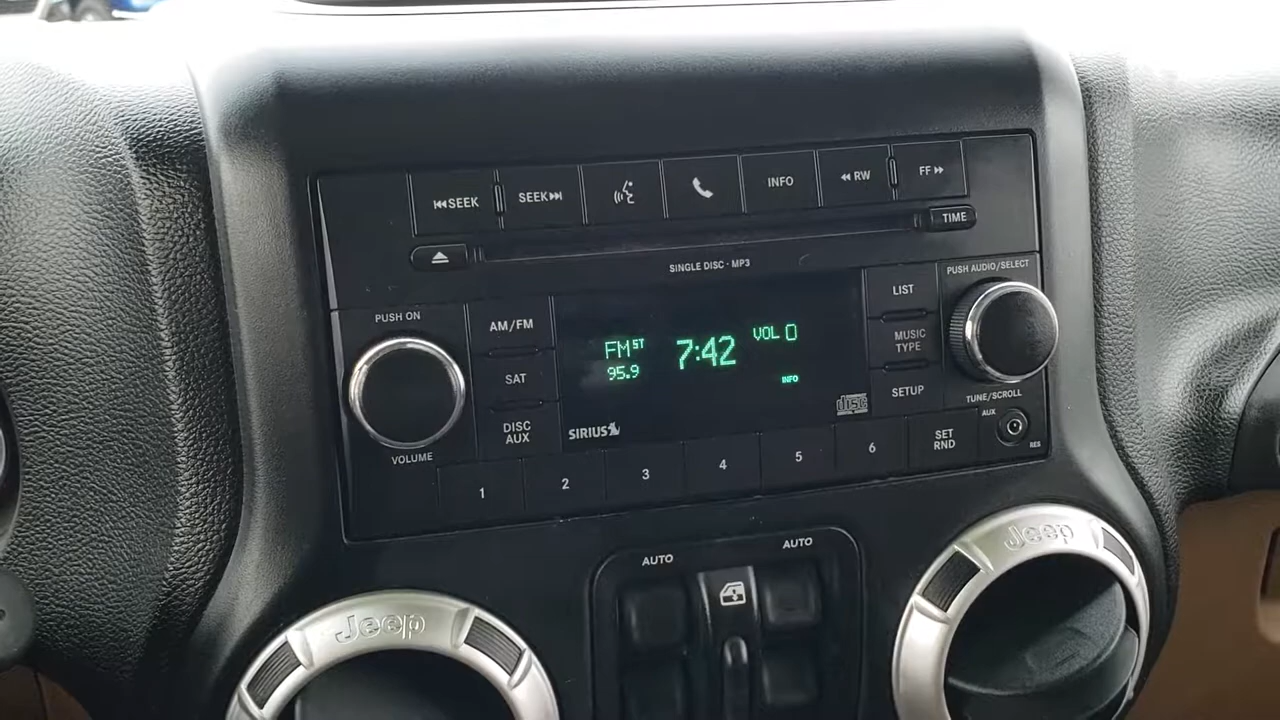 SEEK SEEK INFO RW FF
TIME
SINGLE DISC - MP3
PUSH ON
VOLUME
AM/FM
SAT
DISC AUX
FM ST
95.9
7:42
VOL 0
INFO
SIRIUS
disc
LIST
MUSIC TYPE
SETUP
PUSH AUDIO/SELECT
TUNE/SCROLL
AUX
RES
1 2 3 4 5 6 SET RND
AUTO AUTO
Jeep Jeep